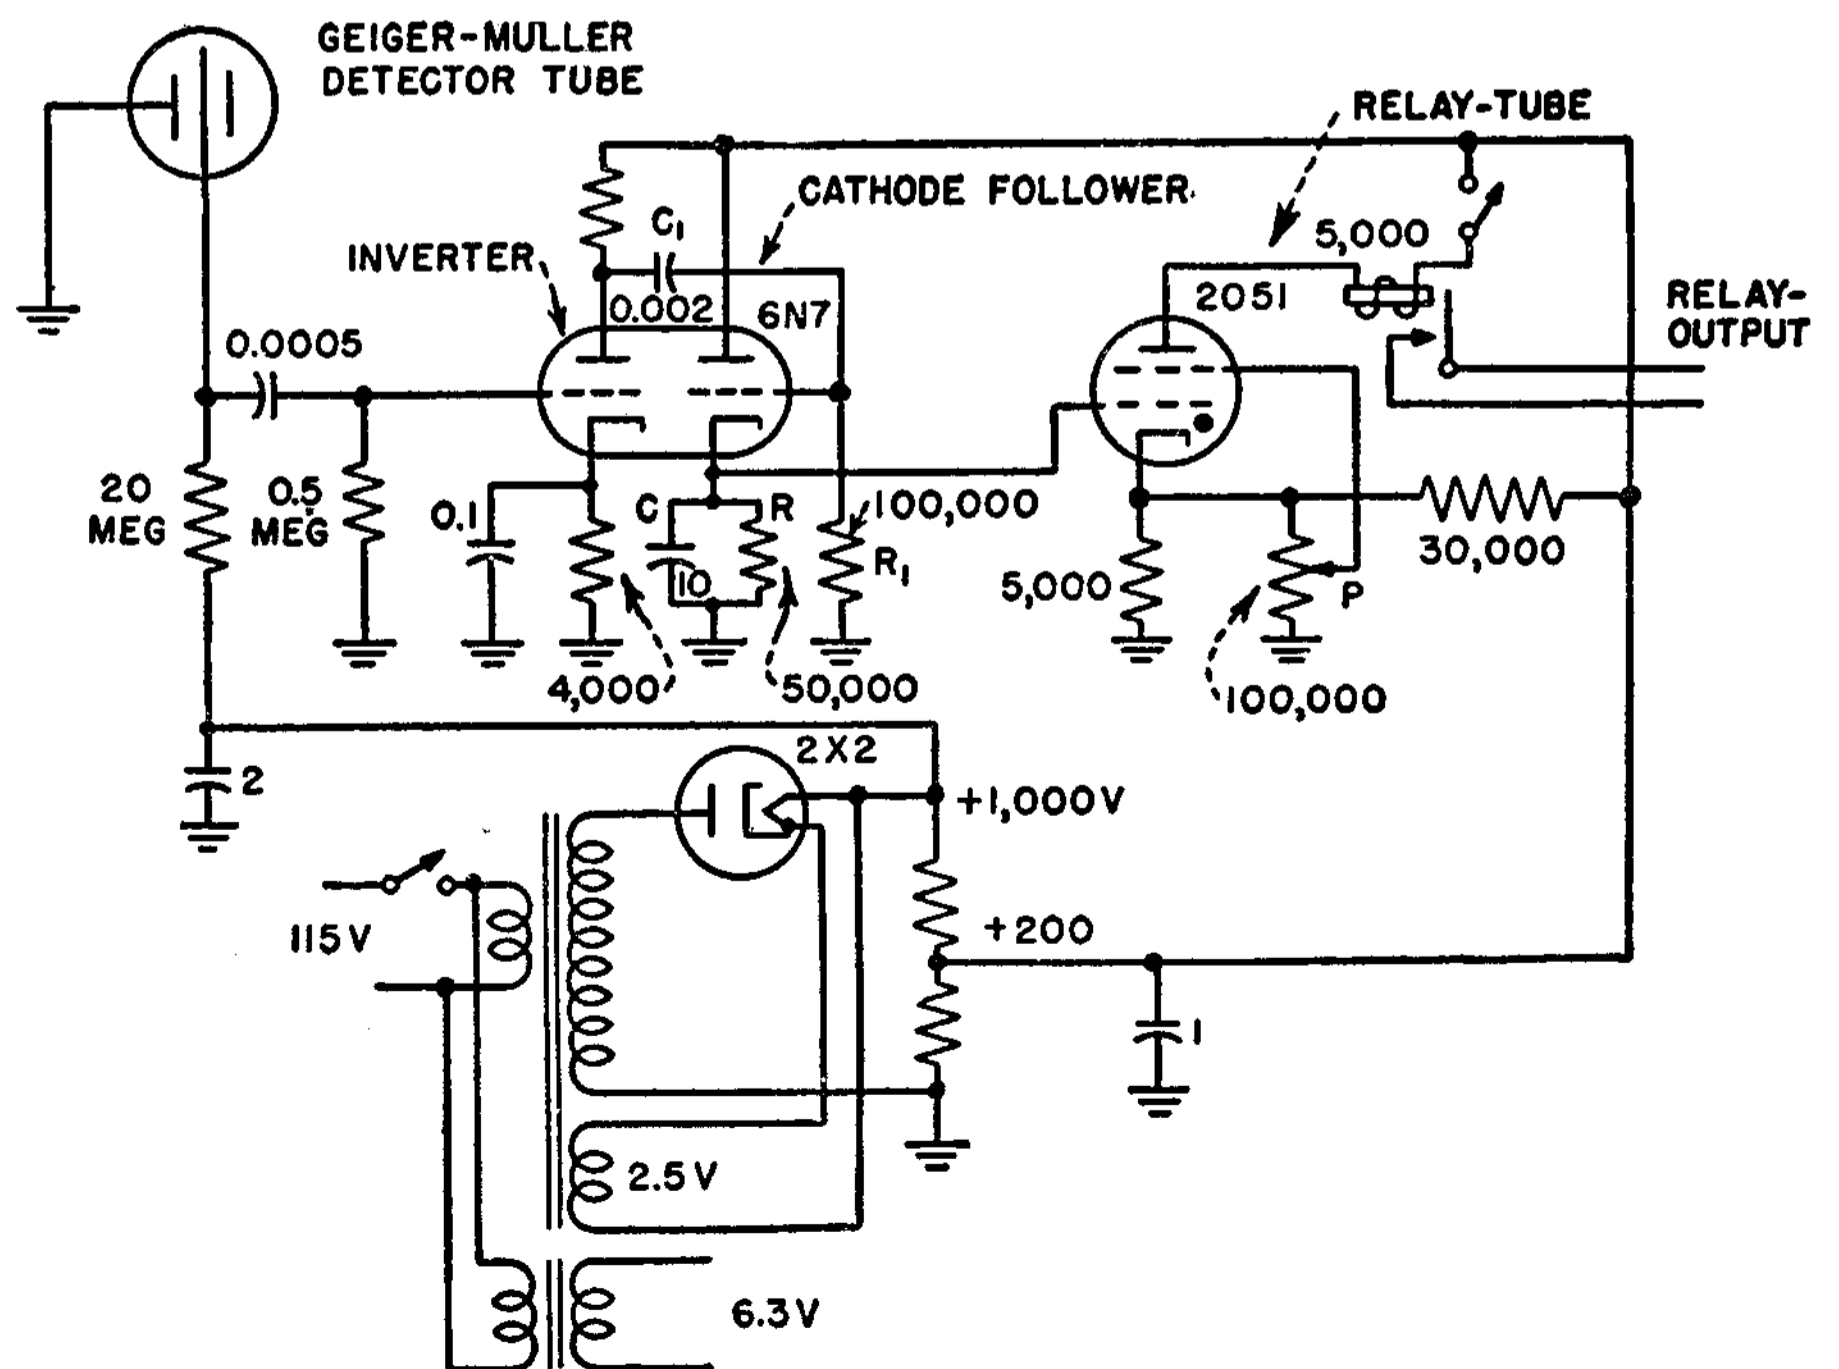 GEIGER-MULLER
DETECTOR TUBE
RELAY-TUBE
CATHODE FOLLOWER
C₁
5,000
INVERTER
0.002
6N7
2051
RELAY-
OUTPUT
0.0005
20
MEG
0.5
MEG
0.1
C
R
100,000
10
R₁
5,000
P
30,000
4,000
50,000
100,000
2X2
2
+1,000V
115V
+200
1
2.5V
6.3V